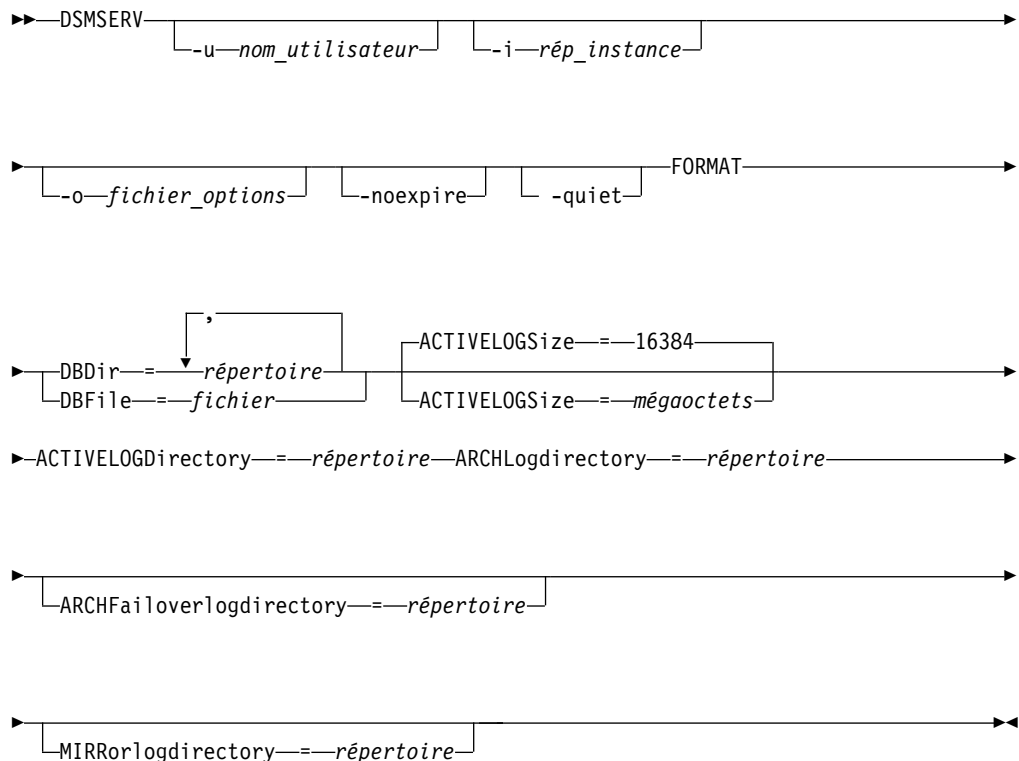 DSMSERV
-u nom_utilisateur -i rép_instance
FORMAT
-o fichier_options -noexpire -quiet
,
ACTIVELOGSize = 16384
DBDir = répertoire
DBFile = fichier ACTIVELOGSize = mégaoctets
ACTIVELOGDirectory = répertoire ARCHLogdirectory = répertoire
ARCHFailoverlogdirectory = répertoire
MIRRorlogdirectory = répertoire